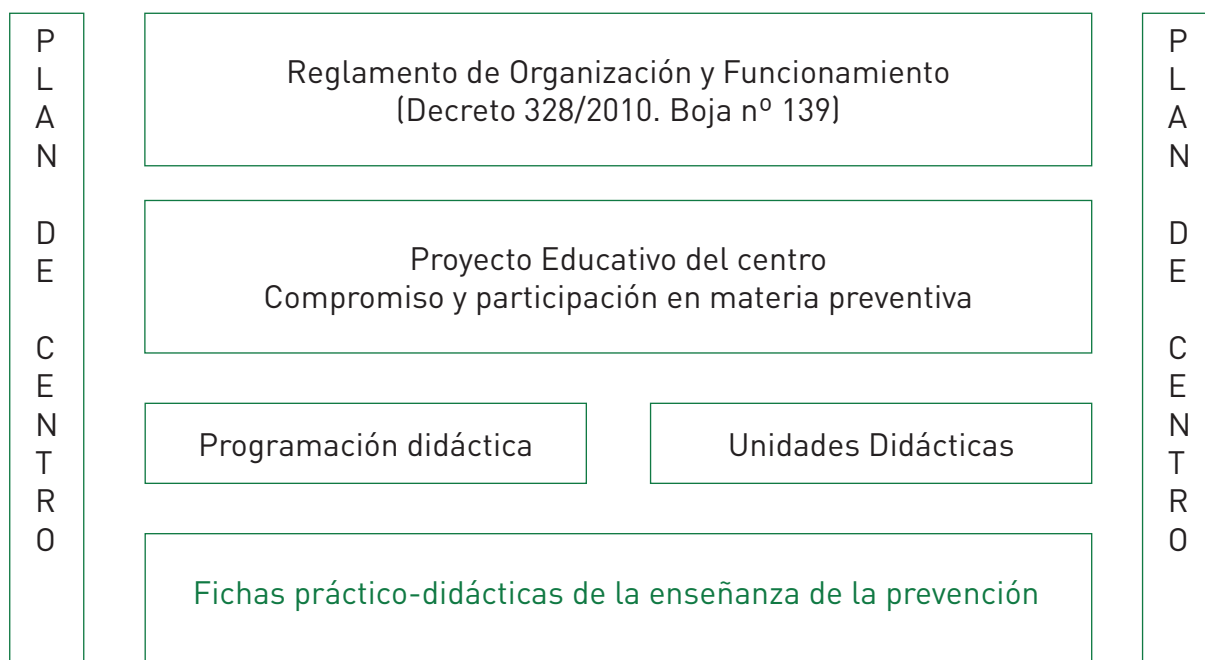 PLAN DE CENTRO
Reglamento de Organización y Funcionamiento
(Decreto 328/2010. Boja nº 139)
Proyecto Educativo del centro
Compromiso y participación en materia preventiva
Programación didáctica
Unidades Didácticas
Fichas práctico-didácticas de la enseñanza de la prevención
PLAN DE CENTRO